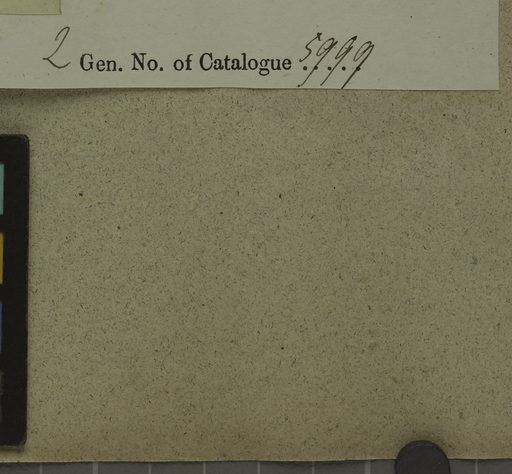 2 Gen. No. of Catalogue 5999